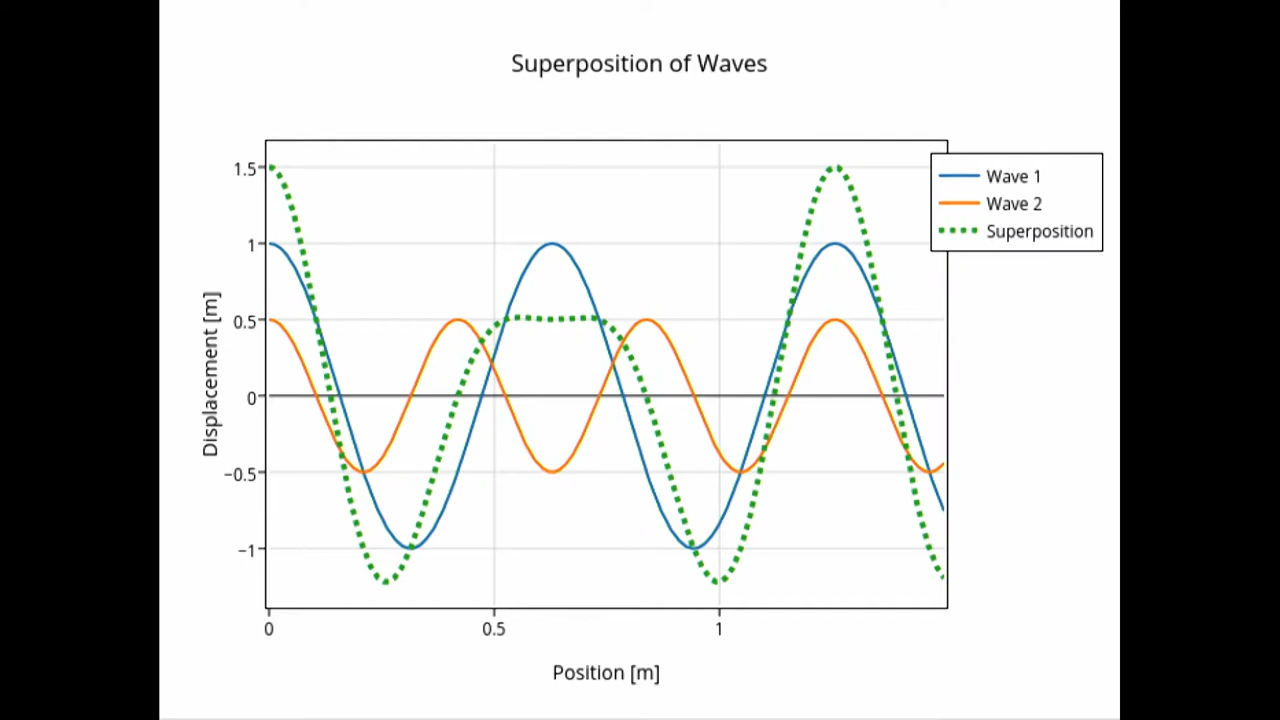 Superposition of Waves
1.5
1
0.5
0
−0.5
−1
Displacement [m]
0
0.5
1
Position [m]
Wave 1
Wave 2
Superposition